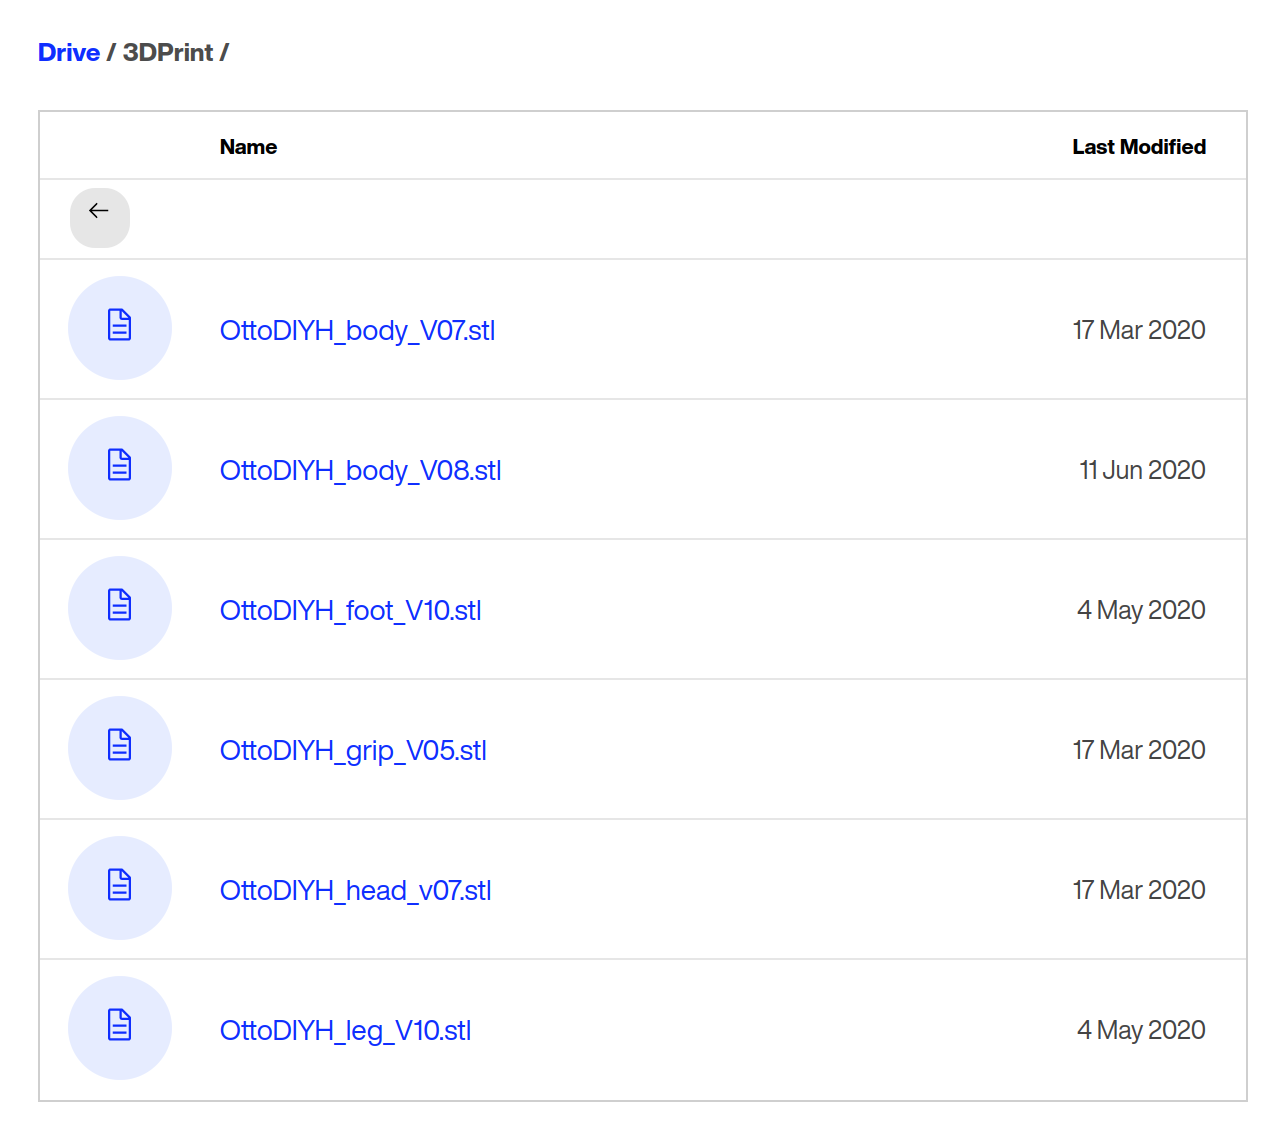 Drive / 3DPrint /
Name Last Modified
OttoDIYH_body_V07.stl 17 Mar 2020
OttoDIYH_body_V08.stl 11 Jun 2020
OttoDIYH_foot_V10.stl 4 May 2020
OttoDIYH_grip_V05.stl 17 Mar 2020
OttoDIYH_head_v07.stl 17 Mar 2020
OttoDIYH_leg_V10.stl 4 May 2020